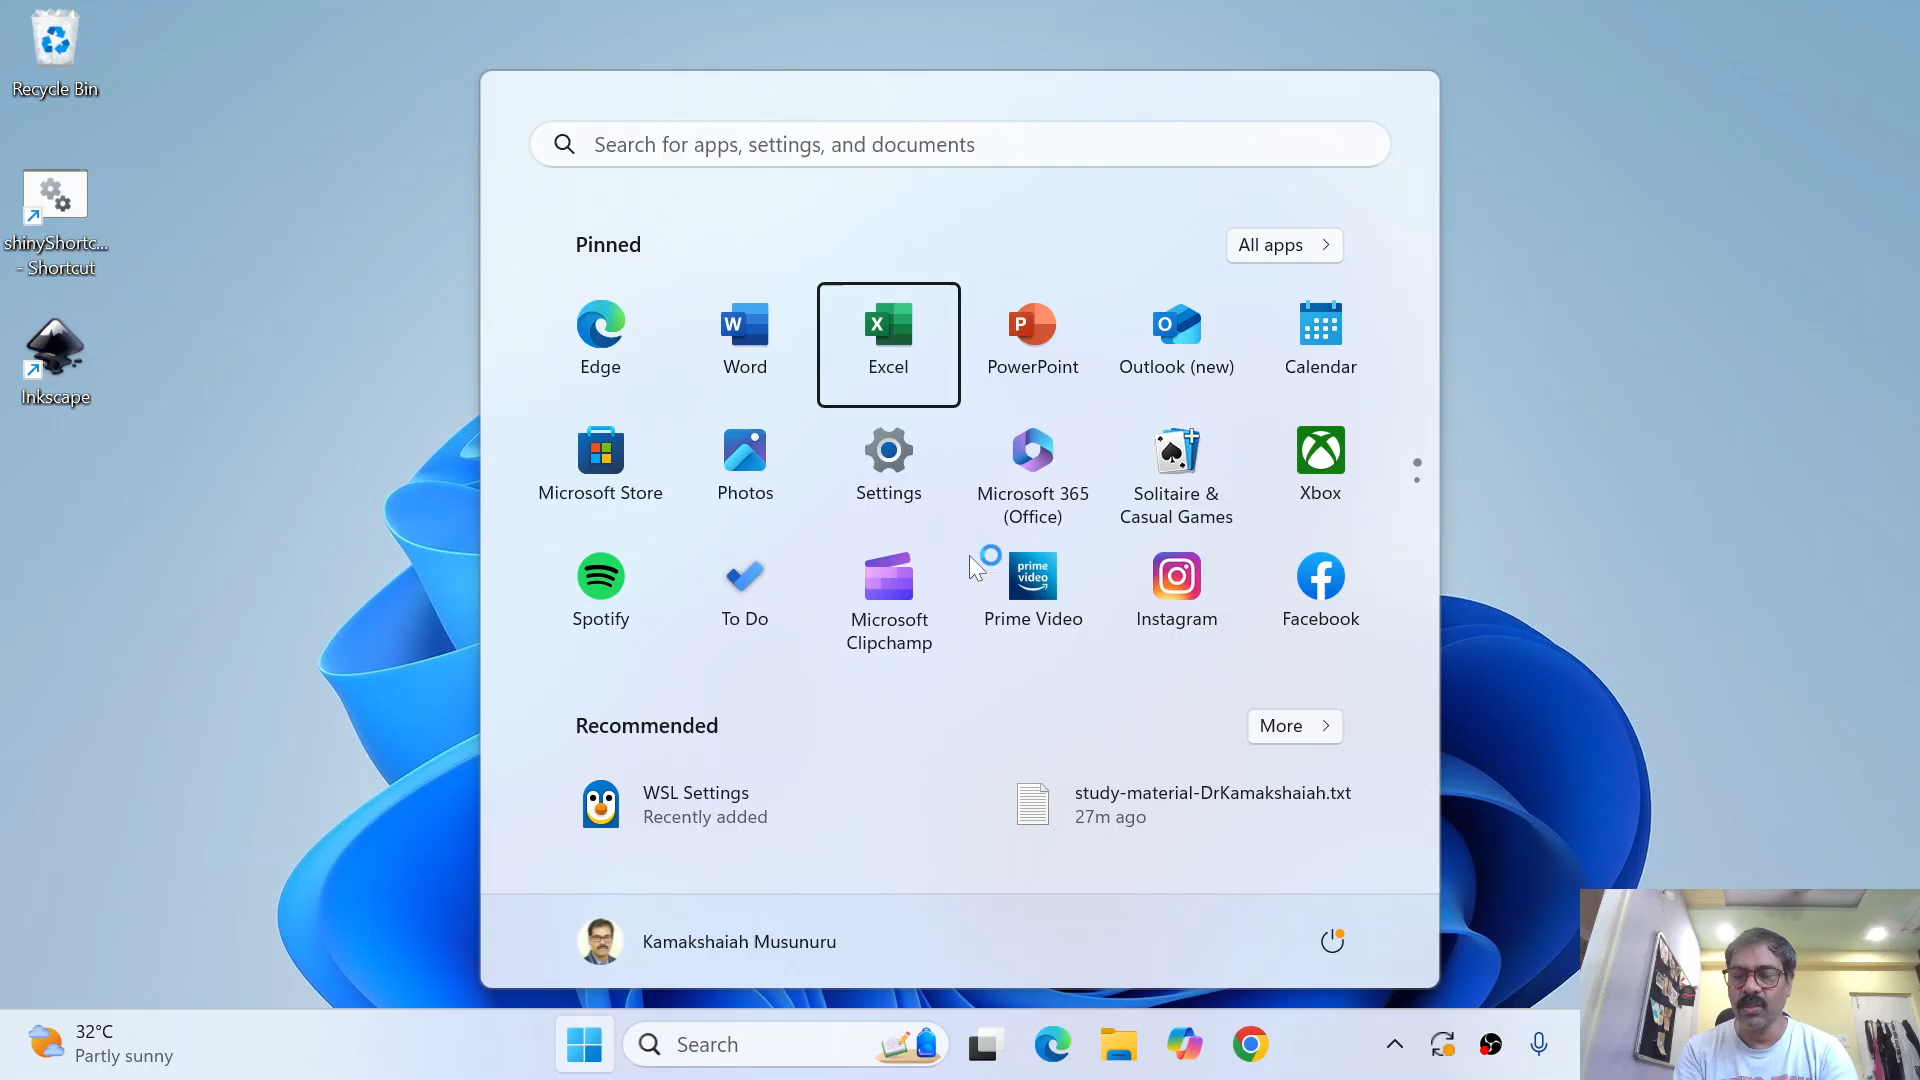 Recycle Bin
shinyShortc...
- Shortcut
Inkscape
Search for apps, settings, and documents
Pinned
All apps
Edge
Word
Excel
PowerPoint
Outlook (new)
Calendar
Microsoft Store
Photos
Settings
Microsoft 365
(Office)
Solitaire &
Casual Games
Xbox
prime
video
Spotify
To Do
Microsoft
Clipchamp
Prime Video
Instagram
Facebook
Recommended
More
WSL Settings
Recently added
study-material-DrKamakshaiah.txt
27m ago
Kamakshaiah Musunuru
32°C
Partly sunny
Search